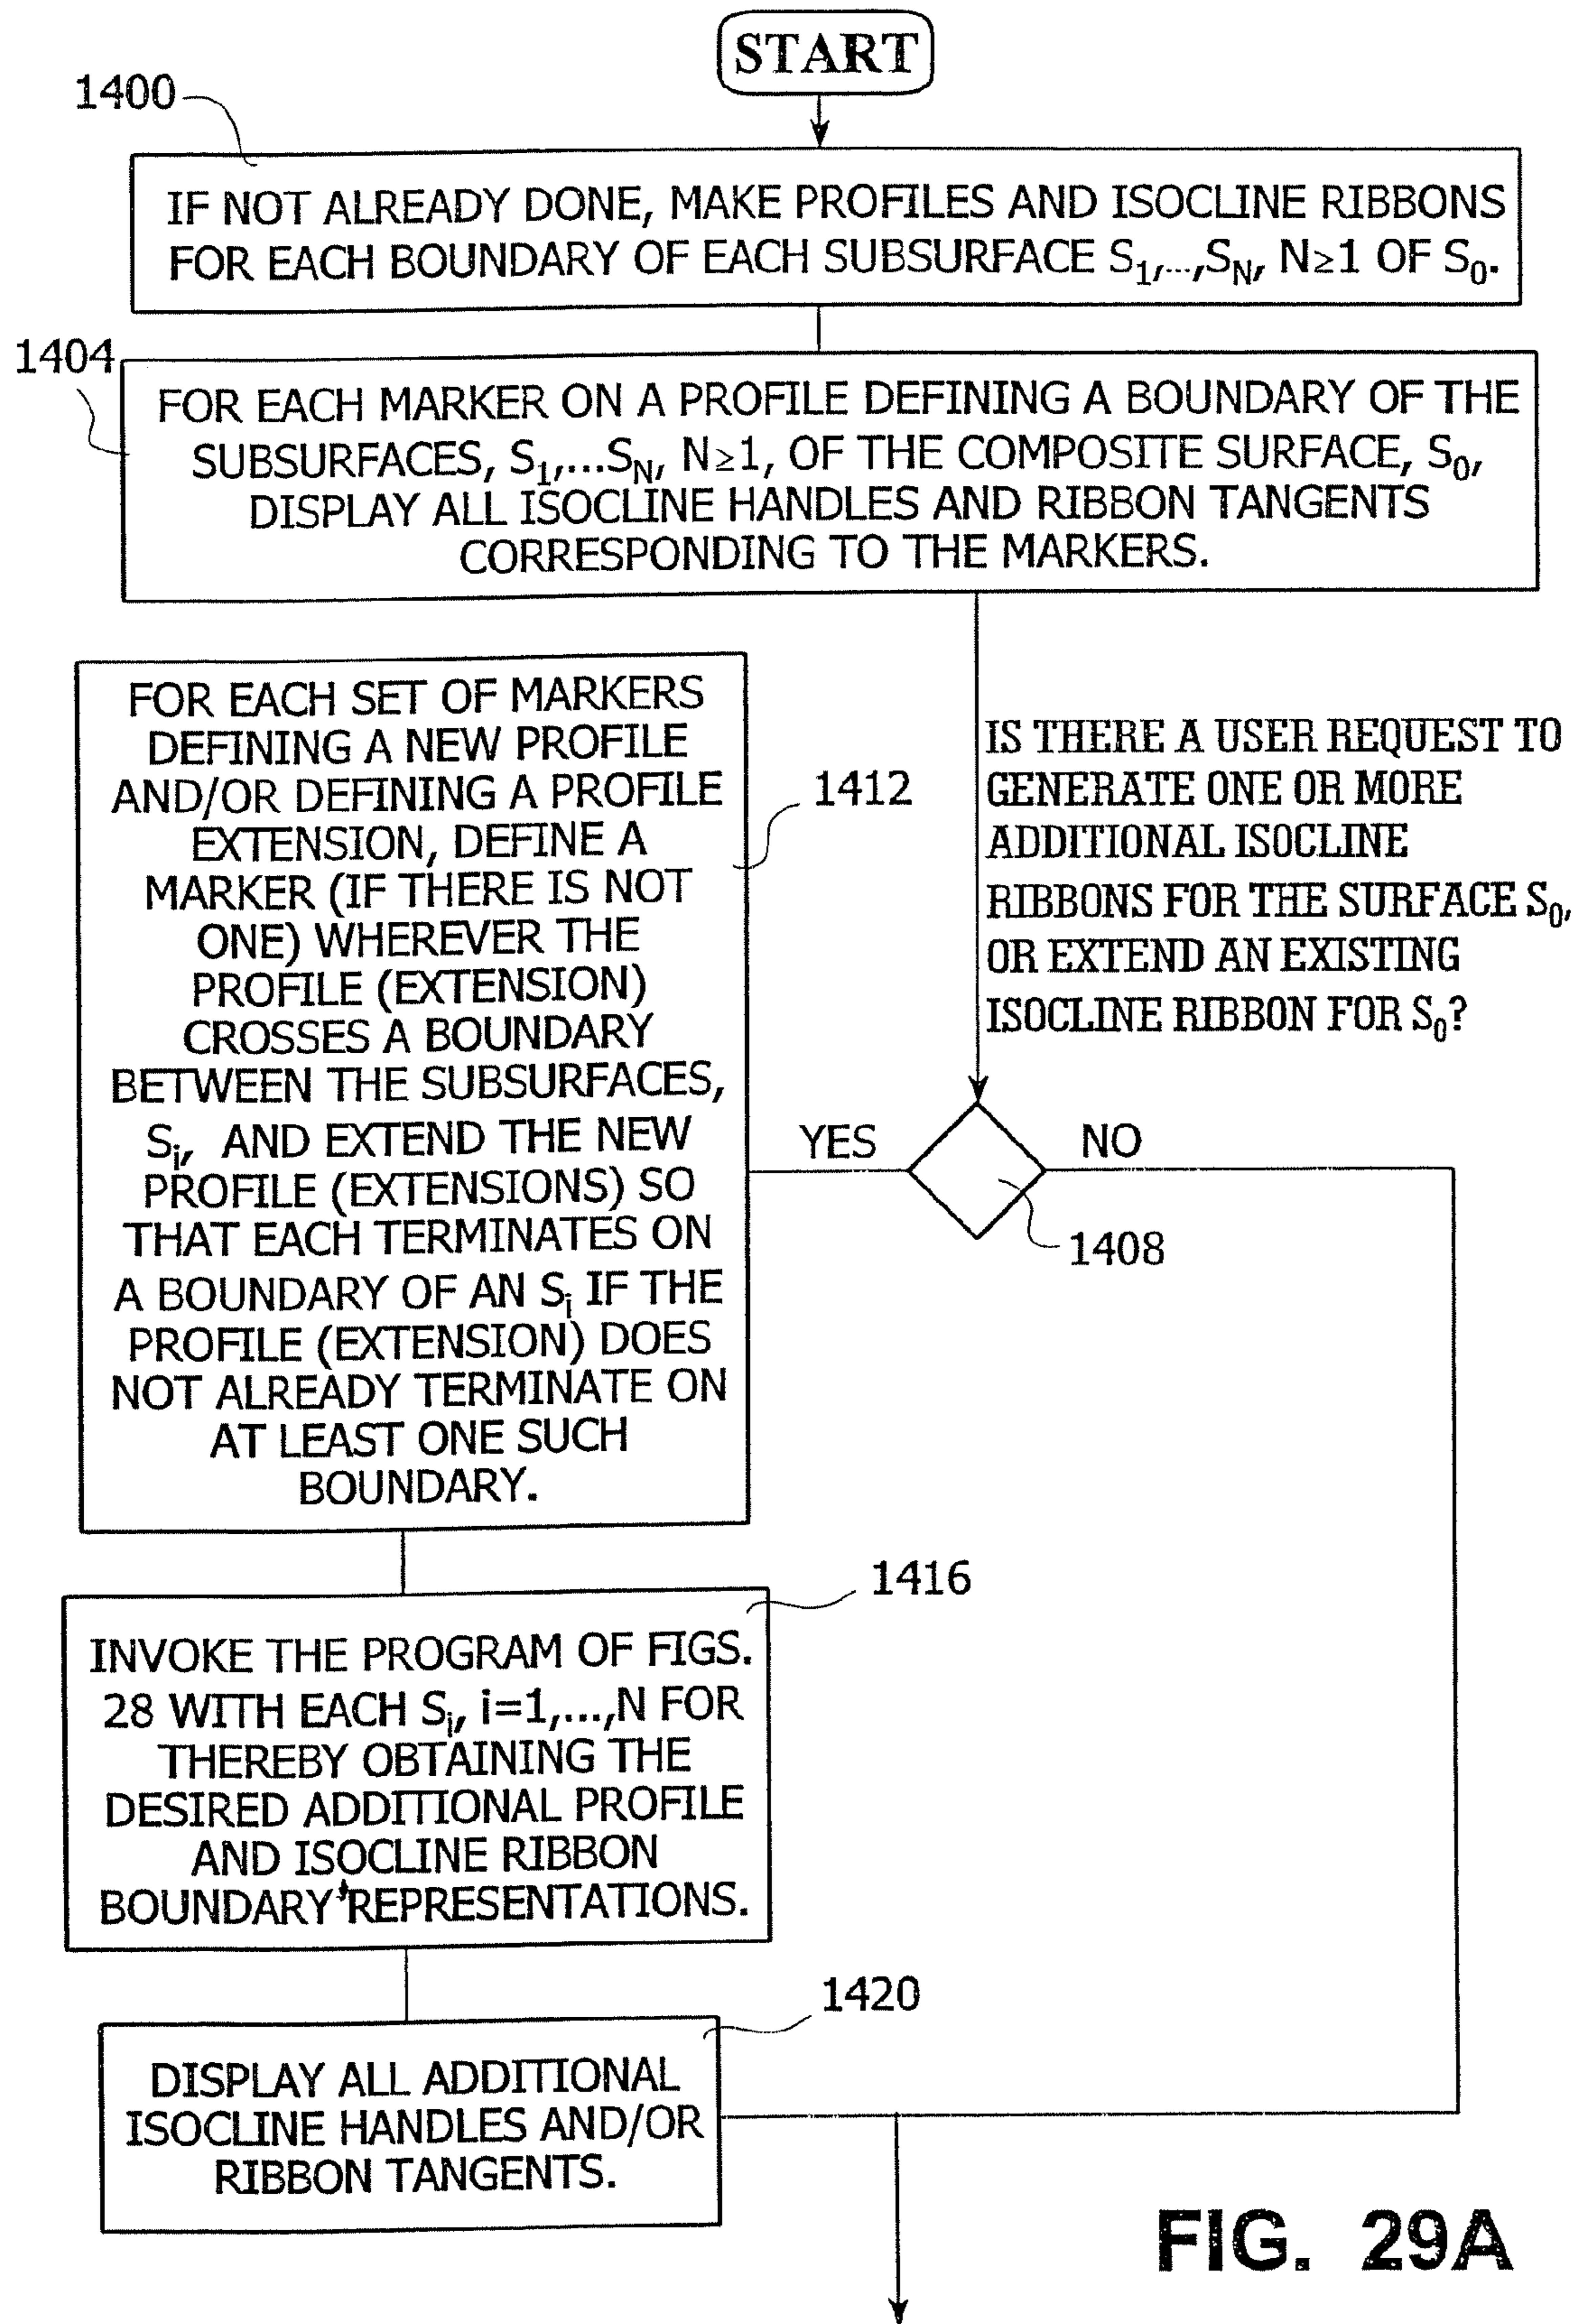 START
1400
IF NOT ALREADY DONE, MAKE PROFILES AND ISOCLINE RIBBONS
FOR EACH BOUNDARY OF EACH SUBSURFACE S₁,...,S_N, N≥1 OF S₀.
1404
FOR EACH MARKER ON A PROFILE DEFINING A BOUNDARY OF THE
SUBSURFACES, S₁,...S_N, N≥1, OF THE COMPOSITE SURFACE, S₀,
DISPLAY ALL ISOCLINE HANDLES AND RIBBON TANGENTS
CORRESPONDING TO THE MARKERS.
IS THERE A USER REQUEST TO
GENERATE ONE OR MORE
ADDITIONAL ISOCLINE
RIBBONS FOR THE SURFACE S₀,
OR EXTEND AN EXISTING
ISOCLINE RIBBON FOR S₀?
YES
NO
1408
FOR EACH SET OF MARKERS
DEFINING A NEW PROFILE
AND/OR DEFINING A PROFILE
EXTENSION, DEFINE A
MARKER (IF THERE IS NOT
ONE) WHEREVER THE
PROFILE (EXTENSION)
CROSSES A BOUNDARY
BETWEEN THE SUBSURFACES,
Sᵢ, AND EXTEND THE NEW
PROFILE (EXTENSIONS) SO
THAT EACH TERMINATES ON
A BOUNDARY OF AN Sᵢ IF THE
PROFILE (EXTENSION) DOES
NOT ALREADY TERMINATE ON
AT LEAST ONE SUCH
BOUNDARY.
1412
INVOKE THE PROGRAM OF FIGS.
28 WITH EACH Sᵢ, i=1,...,N FOR
THEREBY OBTAINING THE
DESIRED ADDITIONAL PROFILE
AND ISOCLINE RIBBON
BOUNDARY REPRESENTATIONS.
1416
DISPLAY ALL ADDITIONAL
ISOCLINE HANDLES AND/OR
RIBBON TANGENTS.
1420
FIG. 29A